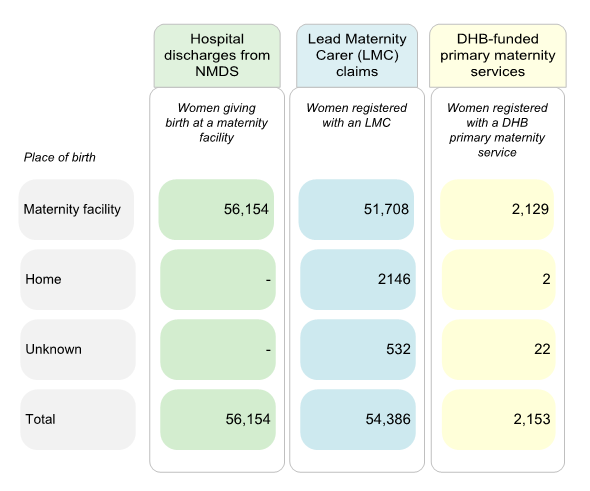 Hospital
discharges from
NMDS
Lead Maternity
Carer (LMC)
claims
DHB-funded
primary maternity
services
Women giving
birth at a maternity
facility
Women registered
with an LMC
Women registered
with a DHB
primary maternity
service
Place of birth
Maternity facility 56,154 51,708 2,129
Home - 2146 2
Unknown - 532 22
Total 56,154 54,386 2,153